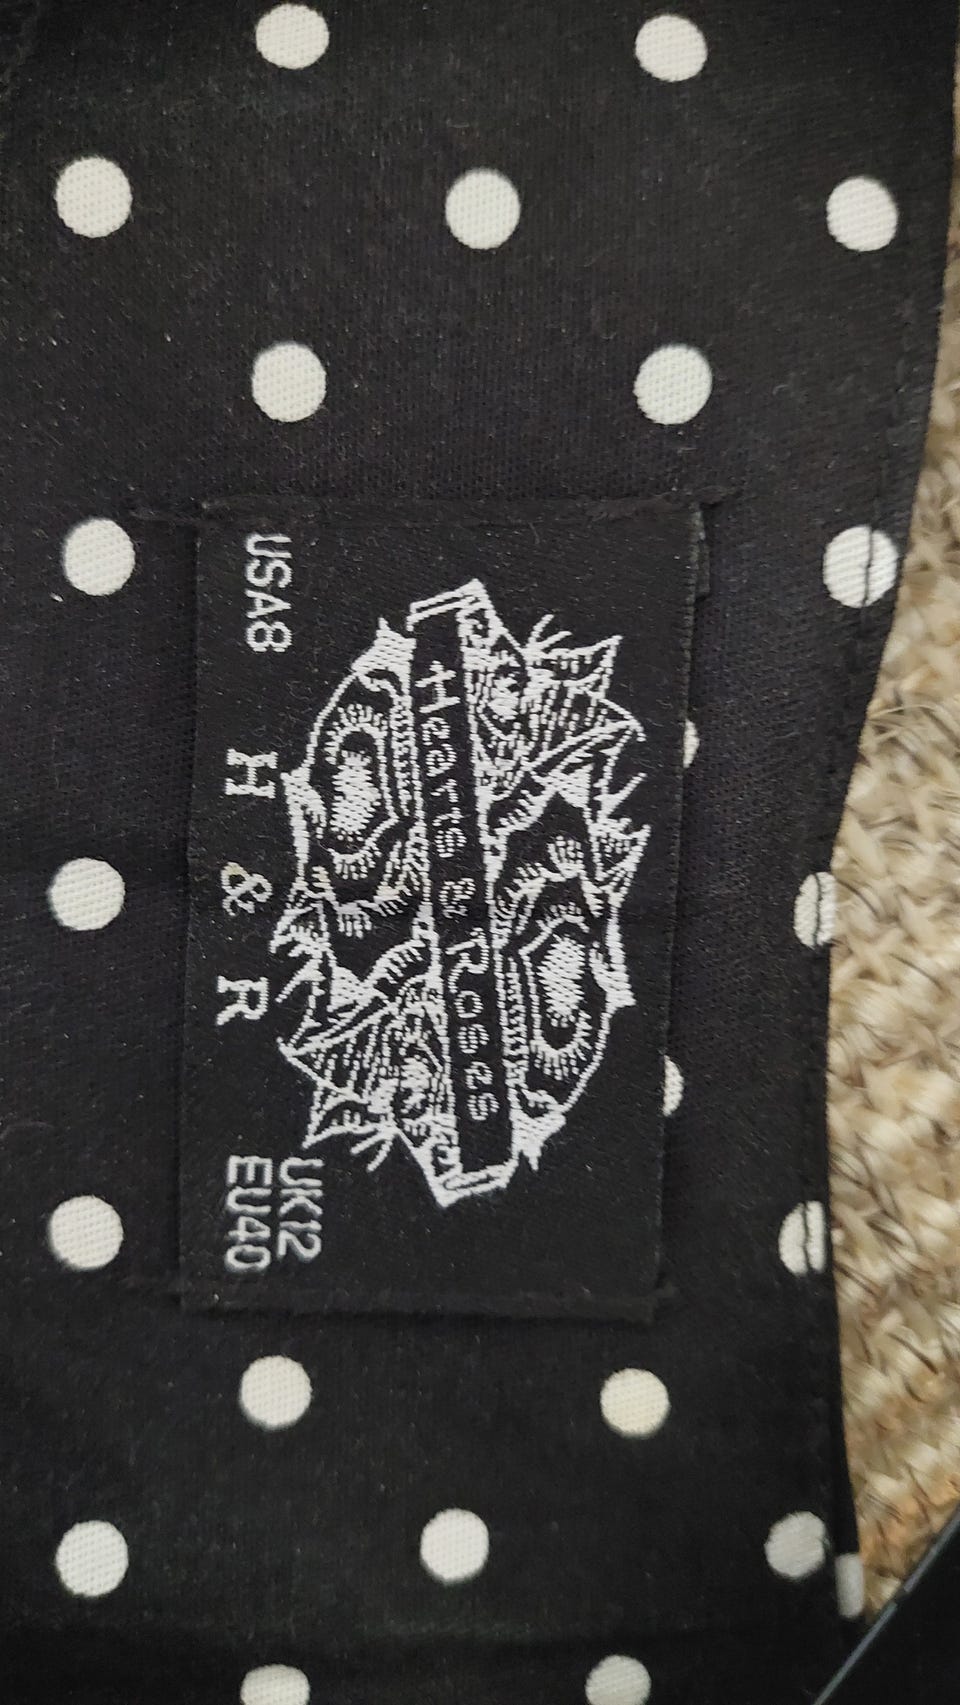 Hearts & Roses
USA8
H & R
UK12
EU40